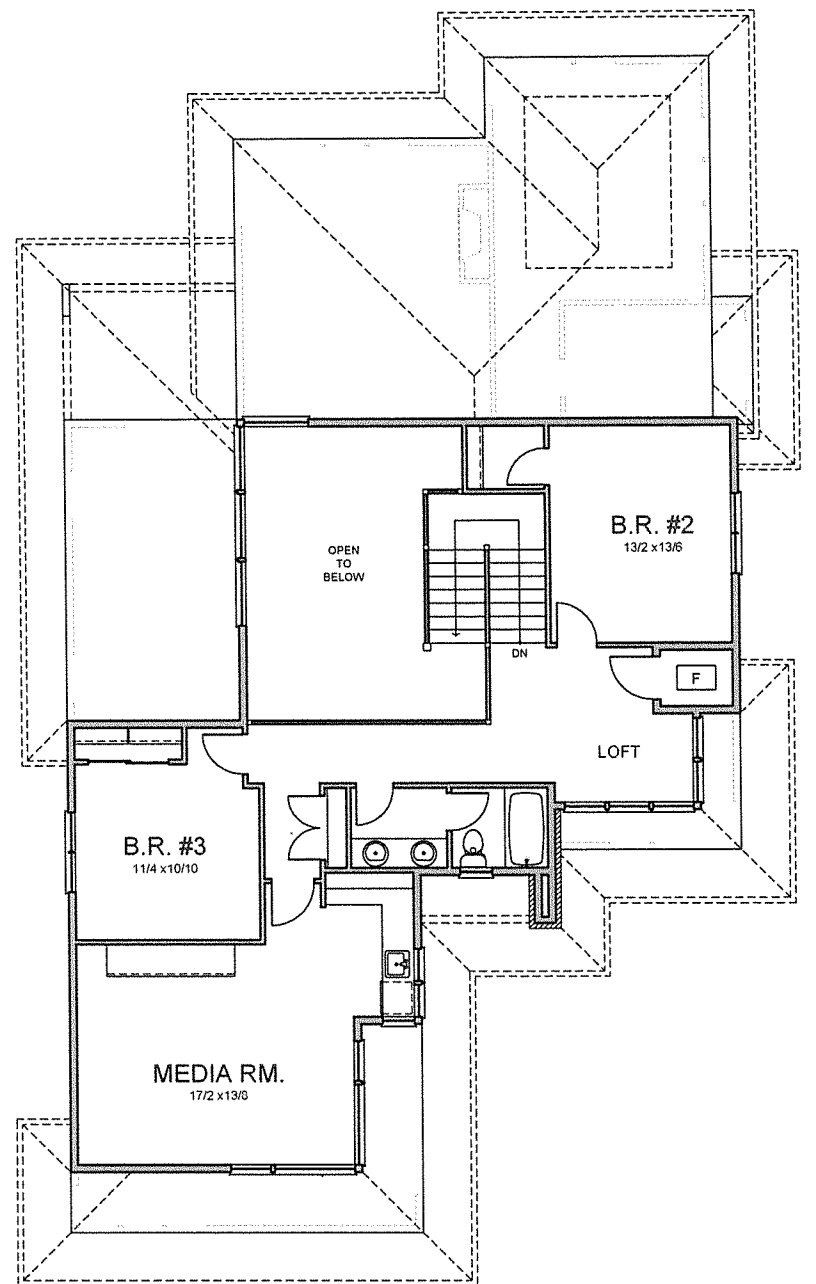 B.R. #2
13/2 x13/6
OPEN
TO
BELOW
DN
F
LOFT
B.R. #3
11/4 x10/10
MEDIA RM.
17/2 x13/8